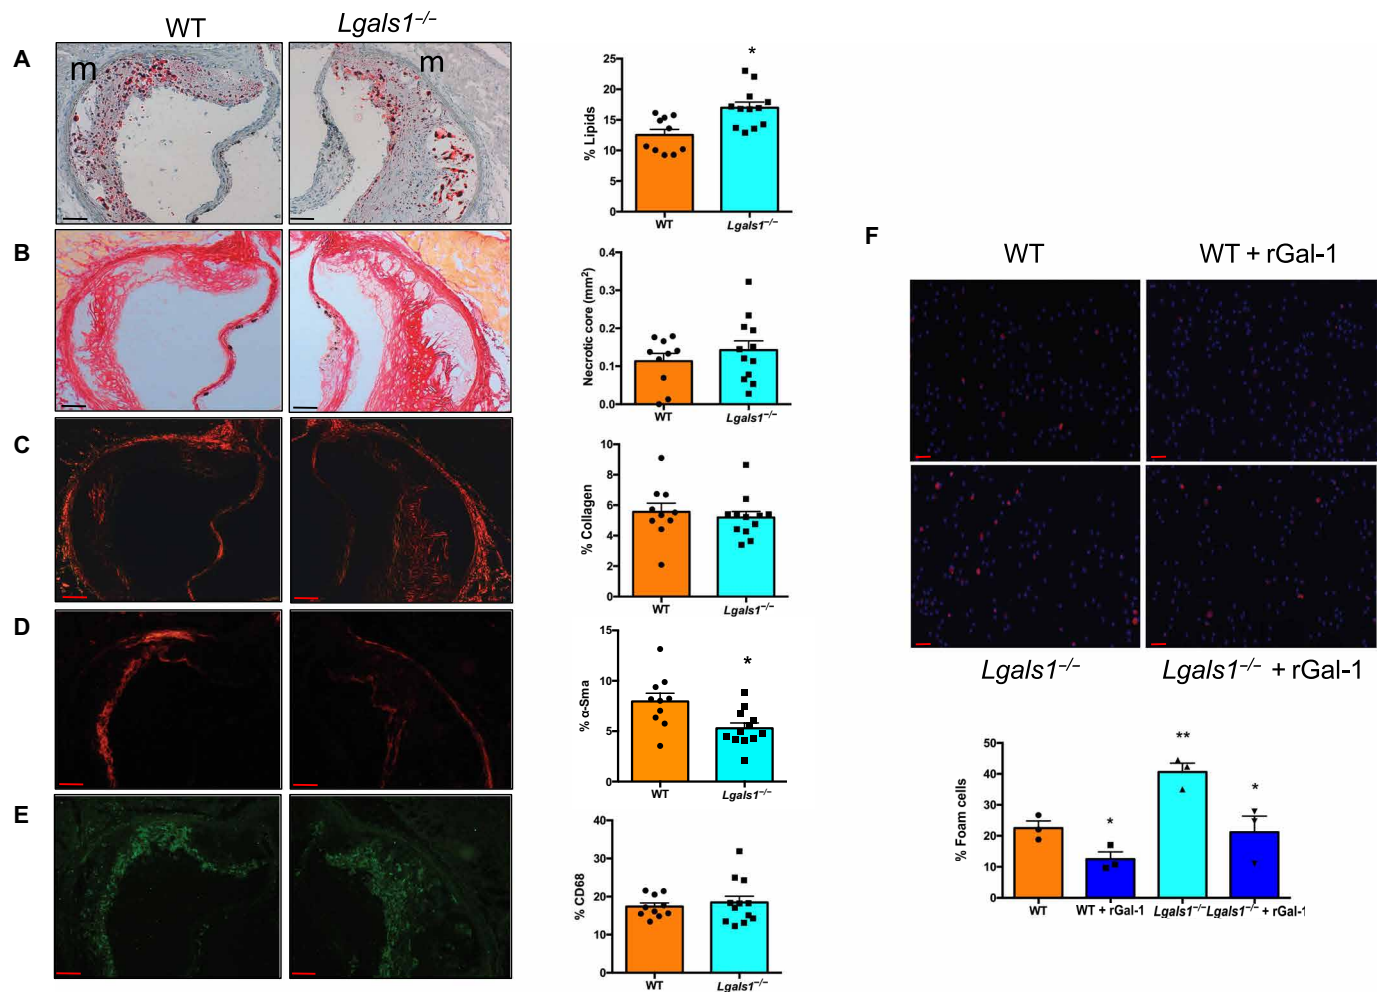 WT Lgals1⁻/⁻
A
m m
*
% Lipids
25
20
15
10
5
0
WT Lgals1⁻/⁻
B
Necrotic core (mm²)
0.4
0.3
0.2
0.1
0.0
WT Lgals1⁻/⁻
C
% Collagen
10
8
6
4
2
0
WT Lgals1⁻/⁻
D
*
% α-Sma
15
10
5
0
WT Lgals1⁻/⁻
E
% CD68
40
30
20
10
0
WT Lgals1⁻/⁻
F
WT WT + rGal-1
Lgals1⁻/⁻ Lgals1⁻/⁻ + rGal-1
% Foam cells
50
40
30
20
10
0
* ** *
WT WT + rGal-1 Lgals1⁻/⁻ Lgals1⁻/⁻ + rGal-1